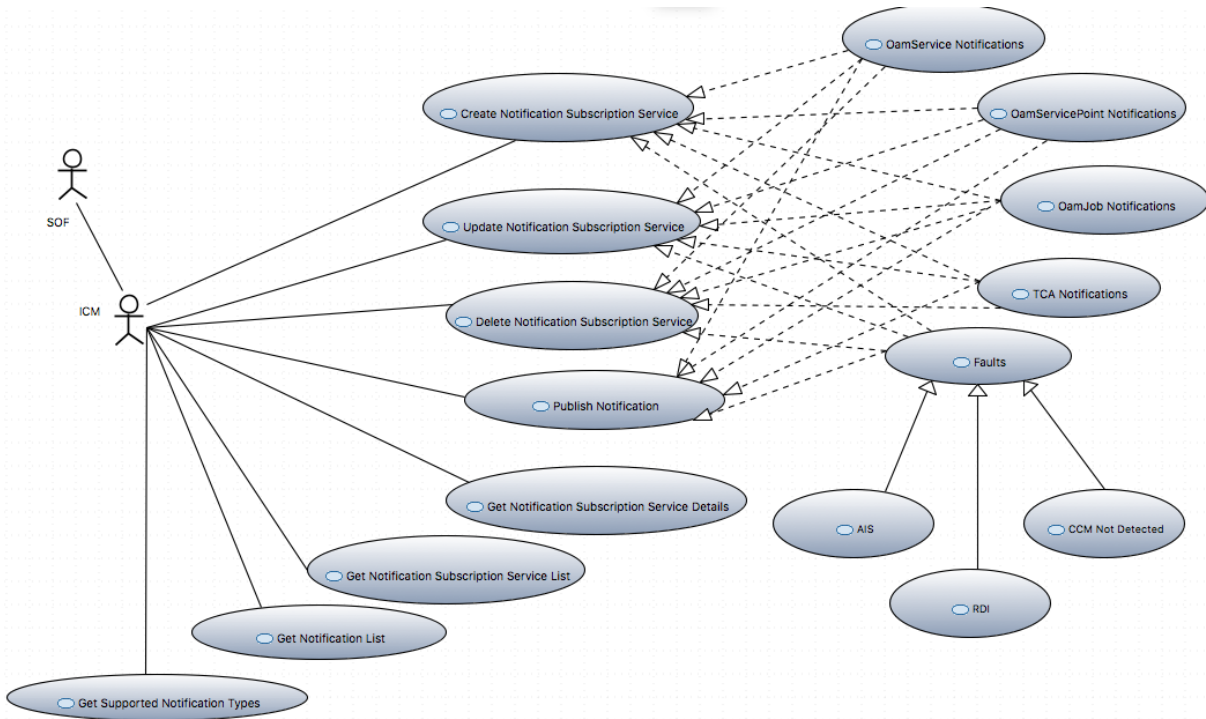 OamService Notifications
Create Notification Subscription Service
OamServicePoint Notifications
SOF
OamJob Notifications
Update Notification Subscription Service
TCA Notifications
ICM
Delete Notification Subscription Service
Faults
Publish Notification
Get Notification Subscription Service Details
AIS
CCM Not Detected
Get Notification Subscription Service List
RDI
Get Notification List
Get Supported Notification Types